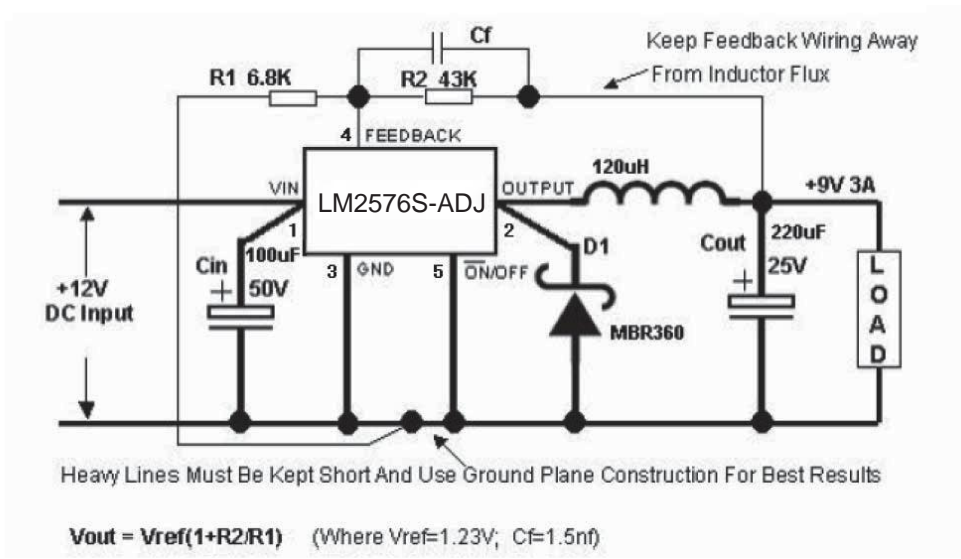 Cf
Keep Feedback Wiring Away
From Inductor Flux
R1 6.8K
R2 43K
4 FEEDBACK
LM2576S-ADJ
VIN
1
OUTPUT
2
120uH
+9V 3A
D1
Cin
100uF
50V
+
3 GND
5 ON/OFF
Cout
220uF
25V
+
LOAD
+12V
DC Input
MBR360
Heavy Lines Must Be Kept Short And Use Ground Plane Construction For Best Results
Vout = Vref(1+R2/R1) (Where Vref=1.23V; Cf=1.5nf)